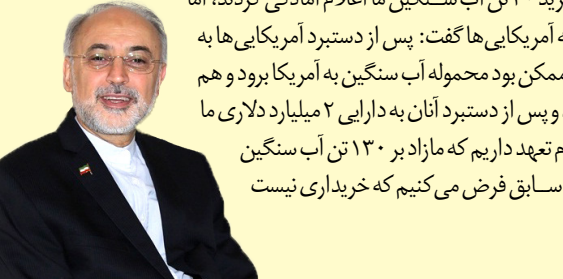 آب سنگین ما اعلام آمادگی کردند، اما
آمریکایی‌ها گفت: پس از دستبرد آمریکایی‌ها به
ممکن بود محموله آب سنگین به آمریکا برود و هم
و پس از دستبرد آنان به دارایی ۲ میلیارد دلاری ما
تعهد داریم که مازاد بر ۱۳۰ تن آب سنگین
سابق فرض می‌کنیم که خریداری نیست